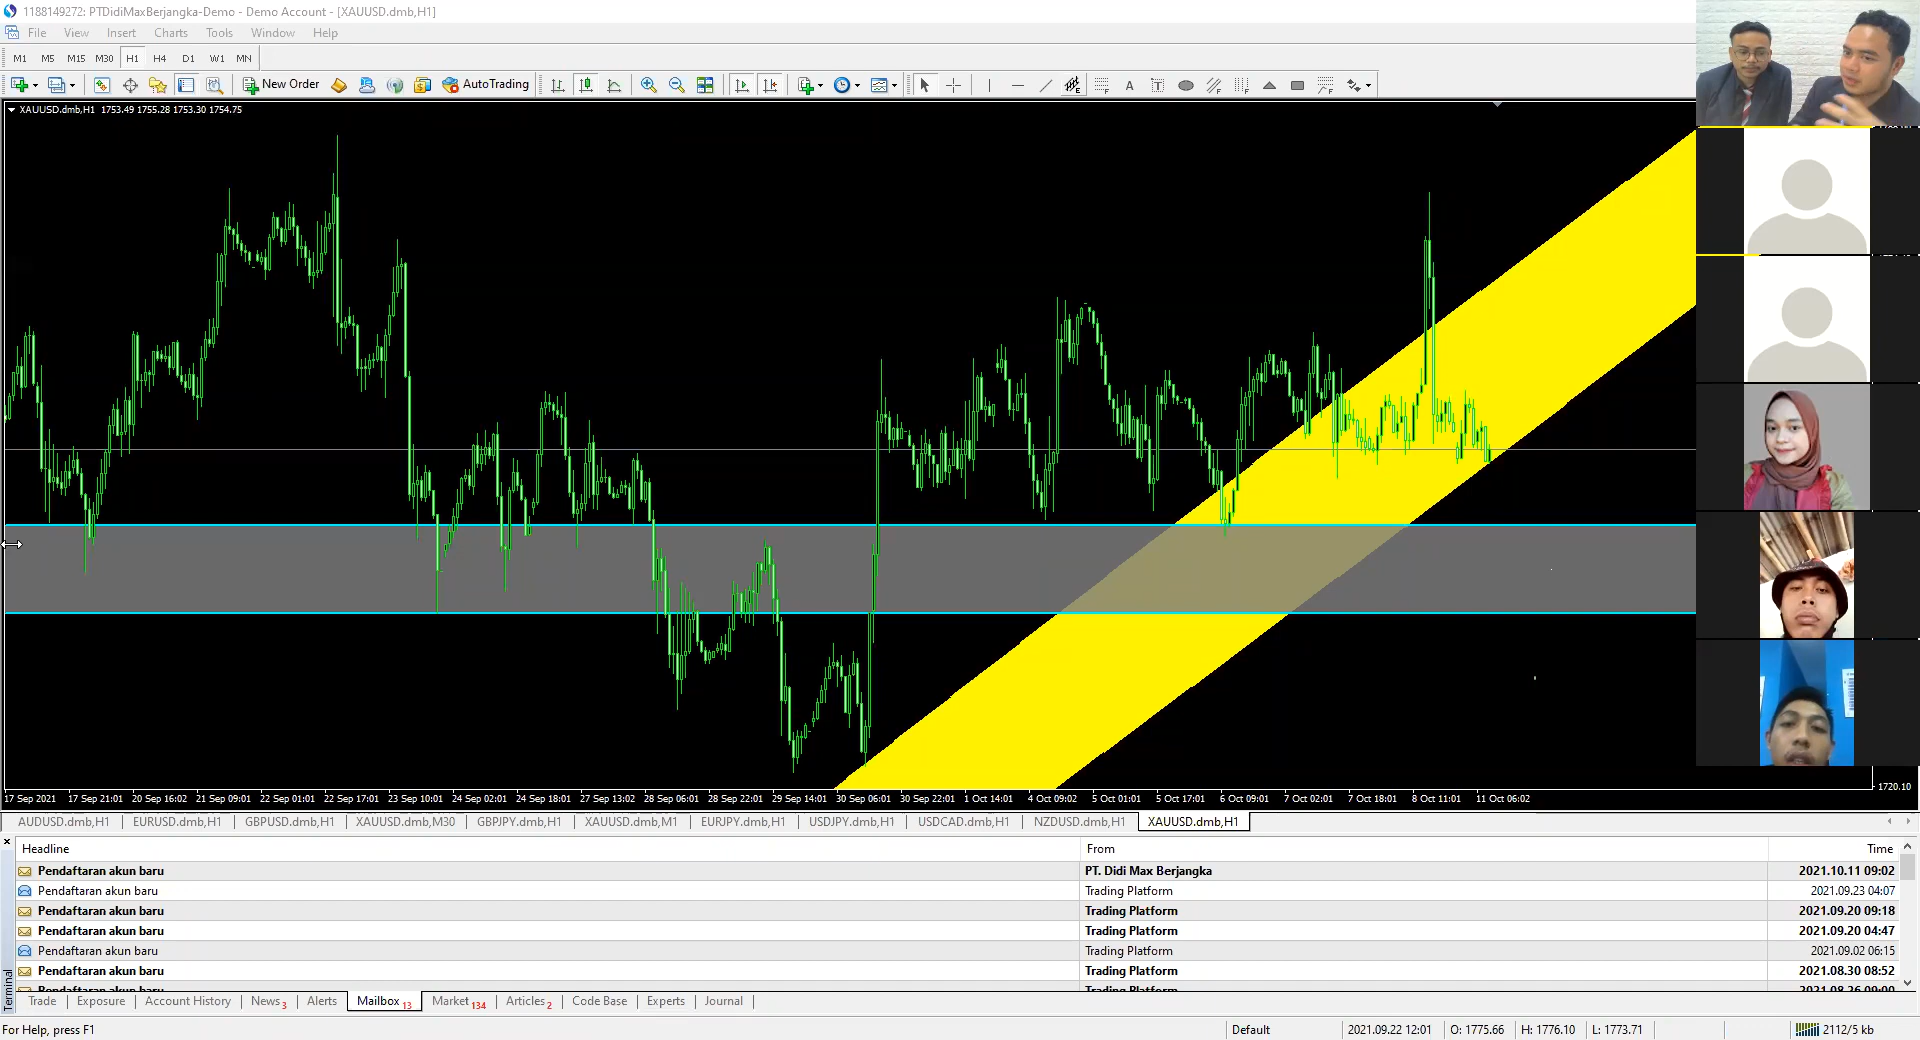 1188149272: PTDidiMaxBerjangka-Demo - Demo Account - [XAUUSD.dmb,H1]
File View Insert Charts Tools Window Help
M1 M5 M15 M30 H1 H4 D1 W1 MN
New Order AutoTrading A T
XAUUSD.dmb,H1 1753.49 1755.28 1753.30 1754.75
1720.10
17 Sep 2021 17 Sep 21:01 20 Sep 16:02 21 Sep 09:01 22 Sep 01:01 22 Sep 17:01 23 Sep 10:01 24 Sep 02:01 24 Sep 18:01 27 Sep 13:02 28 Sep 06:01 28 Sep 22:01 29 Sep 14:01 30 Sep 06:01 30 Sep 22:01 1 Oct 14:01 4 Oct 09:02 5 Oct 01:01 5 Oct 17:01 6 Oct 09:01 7 Oct 02:01 7 Oct 18:01 8 Oct 11:01 11 Oct 06:02
AUDUSD.dmb,H1 EURUSD.dmb,H1 GBPUSD.dmb,H1 XAUUSD.dmb,M30 GBPJPY.dmb,H1 XAUUSD.dmb,M1 EURJPY.dmb,H1 USDJPY.dmb,H1 USDCAD.dmb,H1 NZDUSD.dmb,H1 XAUUSD.dmb,H1
Headline From Time
Pendaftaran akun baru PT. Didi Max Berjangka 2021.10.11 09:02
Pendaftaran akun baru Trading Platform 2021.09.23 04:07
Pendaftaran akun baru Trading Platform 2021.09.20 09:18
Pendaftaran akun baru Trading Platform 2021.09.20 04:47
Pendaftaran akun baru Trading Platform 2021.09.02 06:15
Pendaftaran akun baru Trading Platform 2021.08.30 08:52
Pendaftaran akun baru Trading Platform 2021.08.26 09:00
Terminal
Trade Exposure Account History News 3 Alerts Mailbox 13 Market 134 Articles 2 Code Base Experts Journal
For Help, press F1 Default 2021.09.22 12:01 O: 1775.66 H: 1776.10 L: 1773.71 2112/5 kb